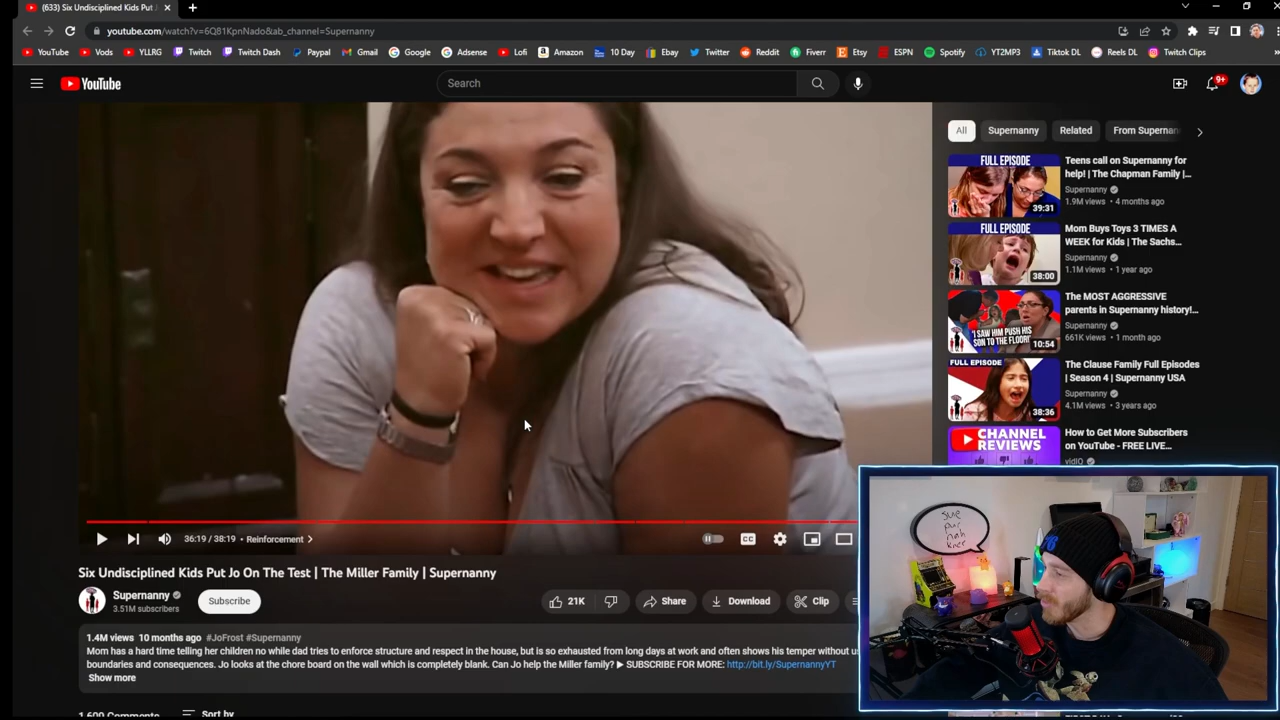 (633) Six Undisciplined Kids Put J
youtube.com/watch?v=6Q81KpnNado&ab_channel=Supernanny
YouTube Vods YLLRG Twitch Twitch Dash Paypal Gmail Google Adsense Lofi Amazon 10 Day Ebay Twitter Reddit Fiverr Etsy ESPN Spotify YT2MP3 Tiktok DL Reels DL Twitch Clips
YouTube
Search
9+
All Supernanny Related From Supernan
FULL EPISODE
39:31
Teens call on Supernanny for
help! | The Chapman Family |...
Supernanny
1.9M views • 4 months ago
FULL EPISODE
38:00
Mom Buys Toys 3 TIMES A
WEEK for Kids | The Sachs...
Supernanny
1.1M views • 1 year ago
'I SAW HIM PUSH HIS
SON TO THE FLOOR!'
10:54
The MOST AGGRESSIVE
parents in Supernanny history!...
Supernanny
661K views • 1 month ago
FULL EPISODE
38:36
The Clause Family Full Episodes
| Season 4 | Supernanny USA
Supernanny
4.1M views • 3 years ago
CHANNEL
REVIEWS
How to Get More Subscribers
on YouTube - FREE LIVE...
vidIQ
36:19 / 38:19 • Reinforcement
CC
Six Undisciplined Kids Put Jo On The Test | The Miller Family | Supernanny
Supernanny
3.51M subscribers
Subscribe
21K
Share
Download
Clip
1.4M views 10 months ago #JoFrost #Supernanny
Mom has a hard time telling her children no while dad tries to enforce structure and respect in the house, but is so exhausted from long days at work and often shows his temper without us
boundaries and consequences. Jo looks at the chore board on the wall which is completely blank. Can Jo help the Miller family? ► SUBSCRIBE FOR MORE: http://bit.ly/SupernannyYT
Show more
1,600 Comments Sort by
sue
pur
nah
knee